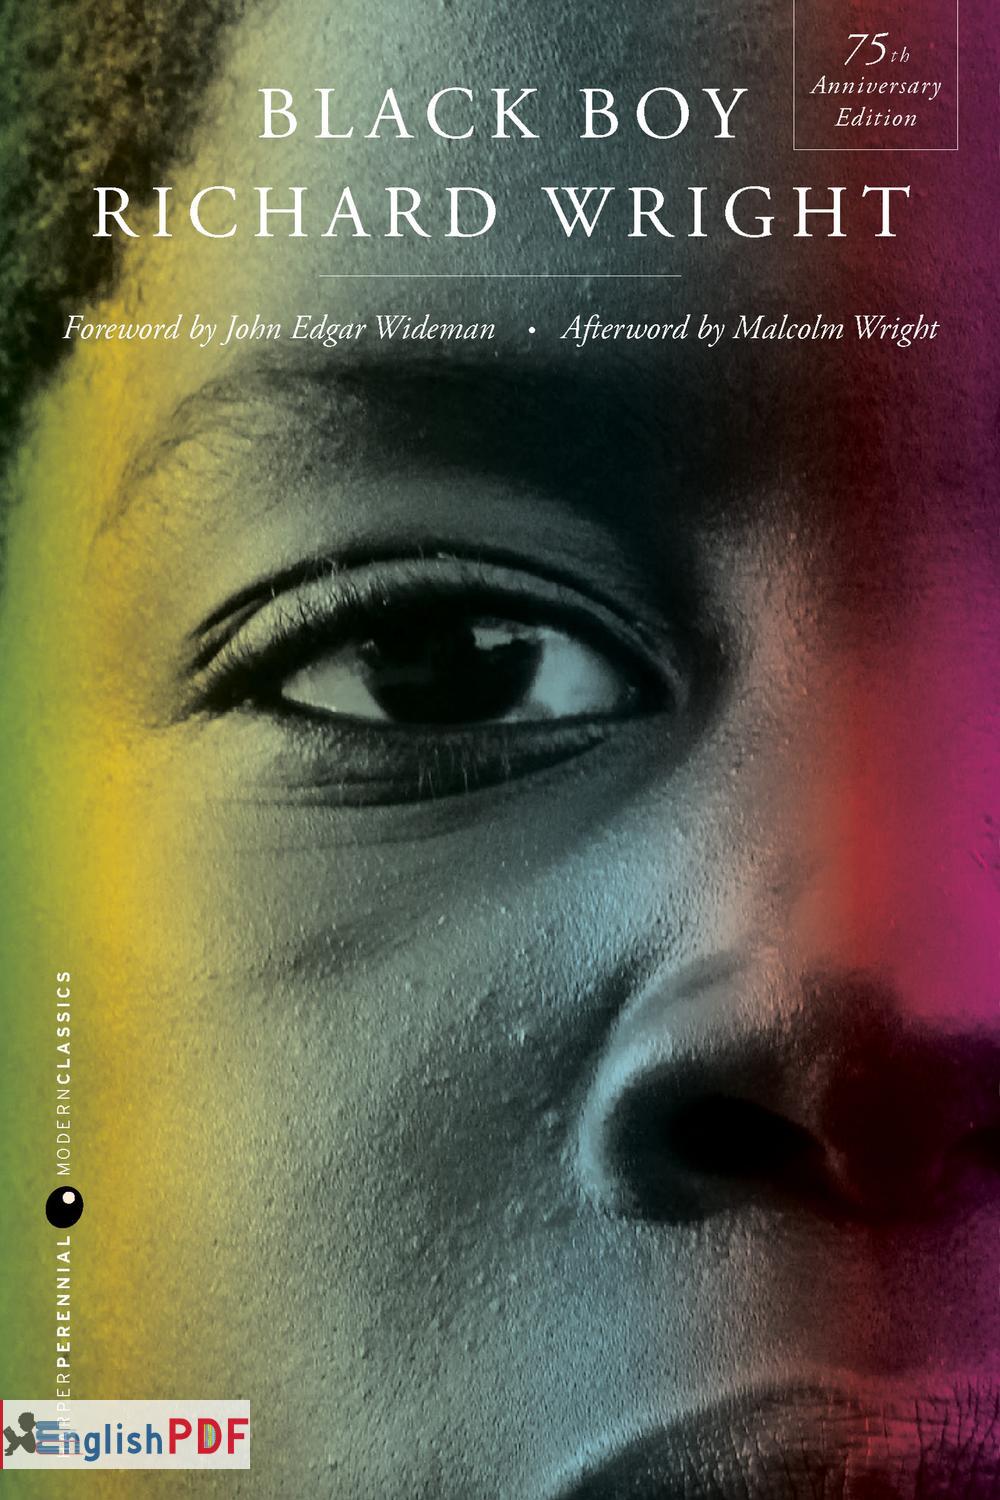 75th
Anniversary
Edition
BLACK BOY
RICHARD WRIGHT
Foreword by John Edgar Wideman • Afterword by Malcolm Wright
HARPERPERENNIAL MODERNCLASSICS
EnglishPDF